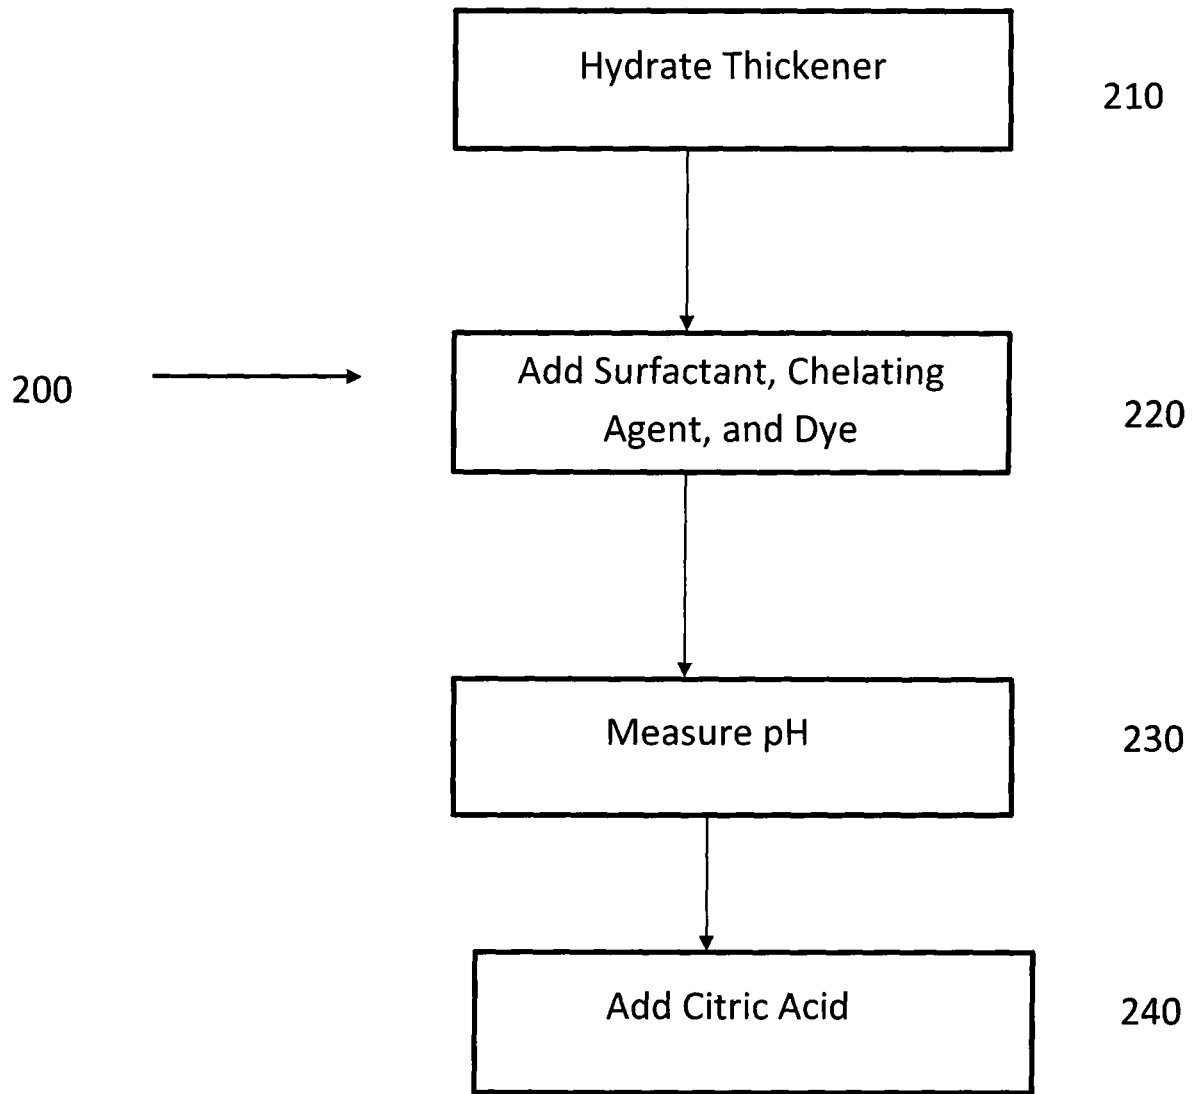 Hydrate Thickener
210
200
Add Surfactant, Chelating
Agent, and Dye
220
Measure pH
230
Add Citric Acid
240